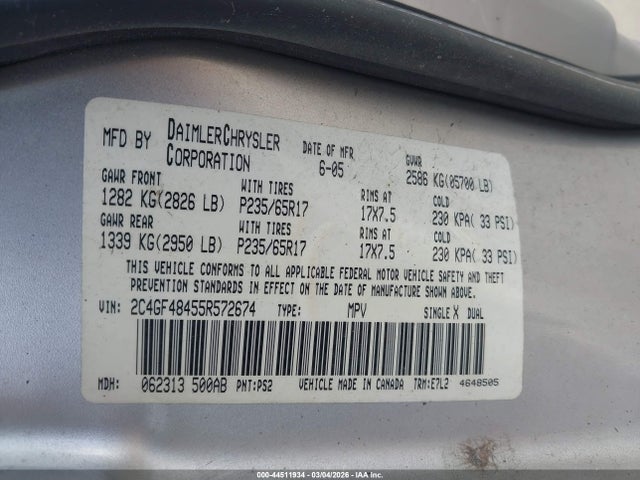 MFD BY DAIMLERCHRYSLER CORPORATION DATE OF MFR 6-05 GVWR 2586 KG(05700 LB)
GAWR FRONT WITH TIRES RIMS AT COLD
1282 KG(2826 LB) P235/65R17 17X7.5 230 KPA( 33 PSI)
GAWR REAR WITH TIRES RIMS AT COLD
1339 KG(2950 LB) P235/65R17 17X7.5 230 KPA( 33 PSI)
THIS VEHICLE CONFORMS TO ALL APPLICABLE FEDERAL MOTOR VEHICLE SAFETY AND THEFT
PREVENTION STANDARDS IN EFFECT ON THE DATE OF MANUFACTURE SHOWN ABOVE.
VIN: 2C4GF48455R572674 TYPE: MPV SINGLE X DUAL
MDH: 062313 500AB PNT:PS2 VEHICLE MADE IN CANADA TRM:E7L2 4648505
000-44511934 - 03/04/2026 - IAA Inc.